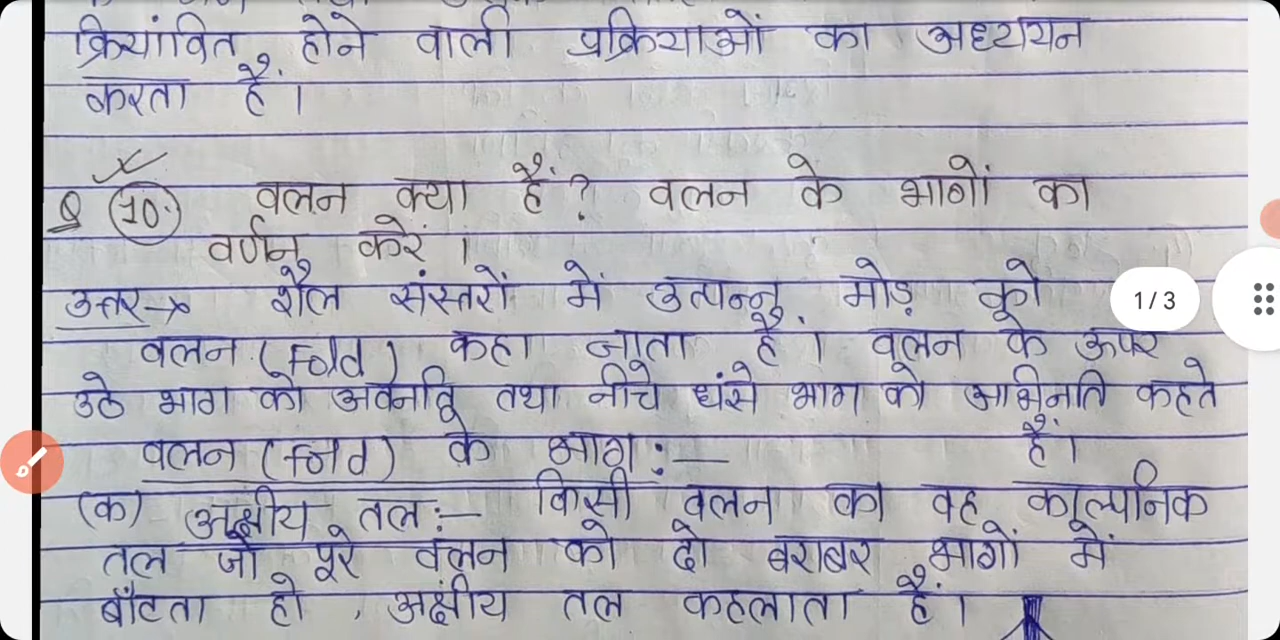 क्रियांवित होने वाली प्रक्रियाओं का अध्ययन
करता है।
Q 10. वलन क्या हैं? वलन के भागों का
वर्णन करें।
उत्तर→ शैल संस्तरों में उत्पन्न मोड़ को
वलन (Fold) कहा जाता है। वलन के ऊपर
उठे भाग को तथा नीचे धंसे भाग को अभिनति कहते
हैं।
वलन (Fold) के भाग:—
(क) अक्षीय तल:— किसी वलन का वह काल्पनिक
तल जो पूरे वलन को दो बराबर भागों में
बाँटता हो, अक्षीय तल कहलाता हैं।
1/3